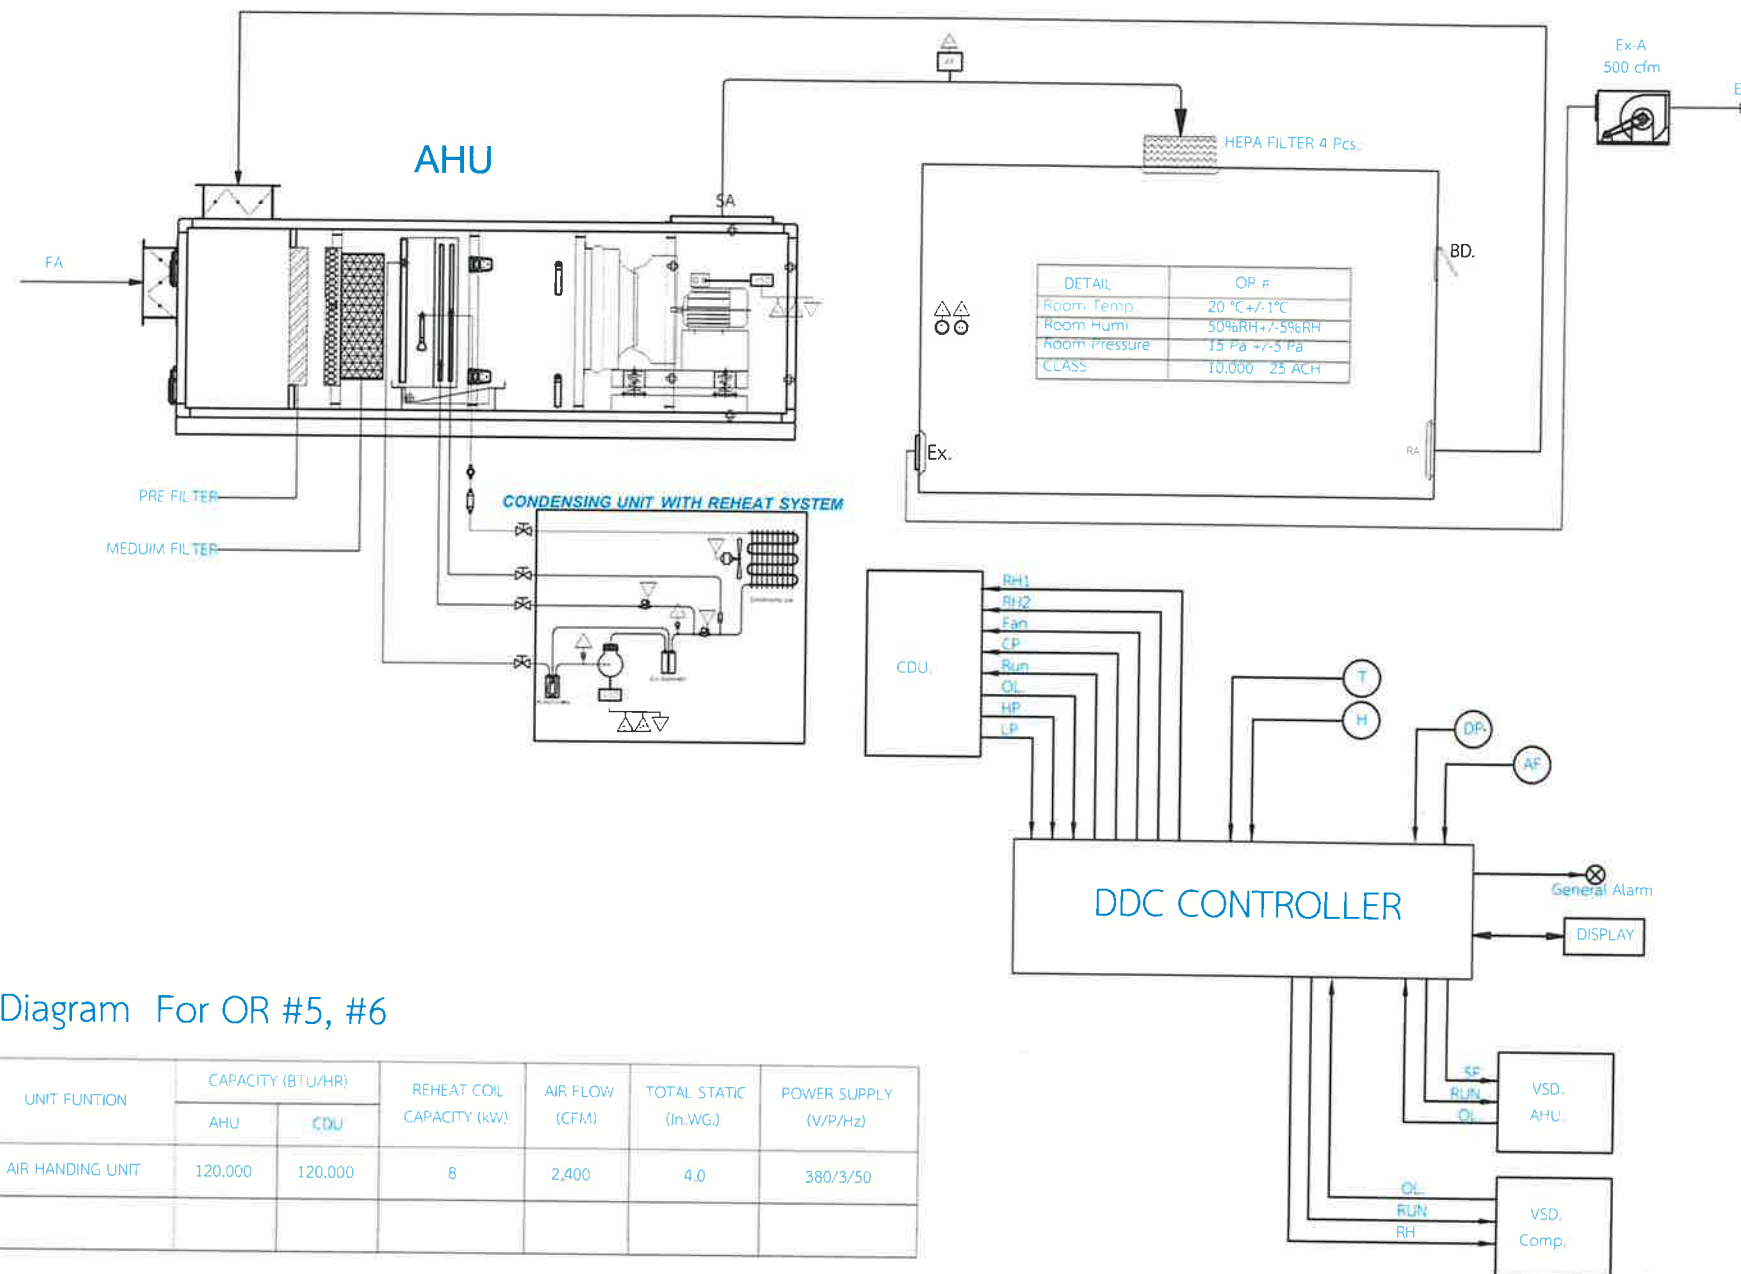 Ex-A
500 cfm
HEPA FILTER 4 Pcs.
AHU
SA
FA
BD.
DETAIL OR #
Room Temp 20 °C+/-1°C
Room Humi 50%RH+/-5%RH
Room Pressure 15 Pa +/-5 Pa
CLASS 10,000 25 ACH
Ex.
RA
PRE FILTER
MEDUIM FILTER
CONDENSING UNIT WITH REHEAT SYSTEM
CDU.
RH1
RH2
Fan
CP
Run
OL
HP
LP
T
H
DP
AF
DDC CONTROLLER
General Alarm
DISPLAY
SP
RUN
OL
VSD.
AHU.
OL
RUN
RH
VSD.
Comp.
Diagram For OR #5, #6
UNIT FUNTION
CAPACITY (BTU/HR)
AHU CDU
REHEAT COIL
CAPACITY (kW)
AIR FLOW
(CFM)
TOTAL STATIC
(In.WG.)
POWER SUPPLY
(V/P/Hz)
AIR HANDING UNIT 120,000 120,000 8 2,400 4.0 380/3/50